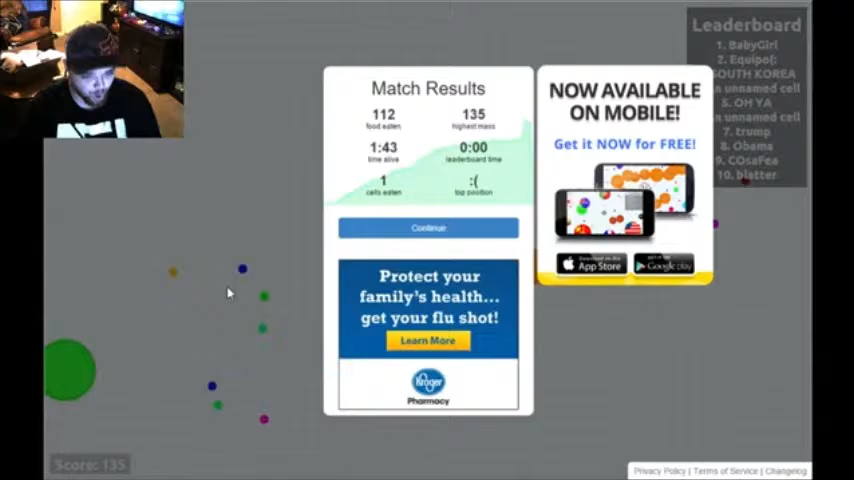 Match Results
112
food eaten
135
highest mass
1:43
time alive
0:00
leaderboard time
1
cells eaten
:(
top position
Continue
Protect your
family's health...
get your flu shot!
Learn More
Kroger
Pharmacy
NOW AVAILABLE
ON MOBILE!
Get it NOW for FREE!
Download on the
App Store
Google play
Leaderboard
1. BabyGirl
2. Equipo(:
SOUTH KOREA
n unnamed cell
5. OH YA
n unnamed cell
7. trump
8. Obama
9. COsaFea
10. blatter
Score: 135
Privacy Policy | Terms of Service | Changelog